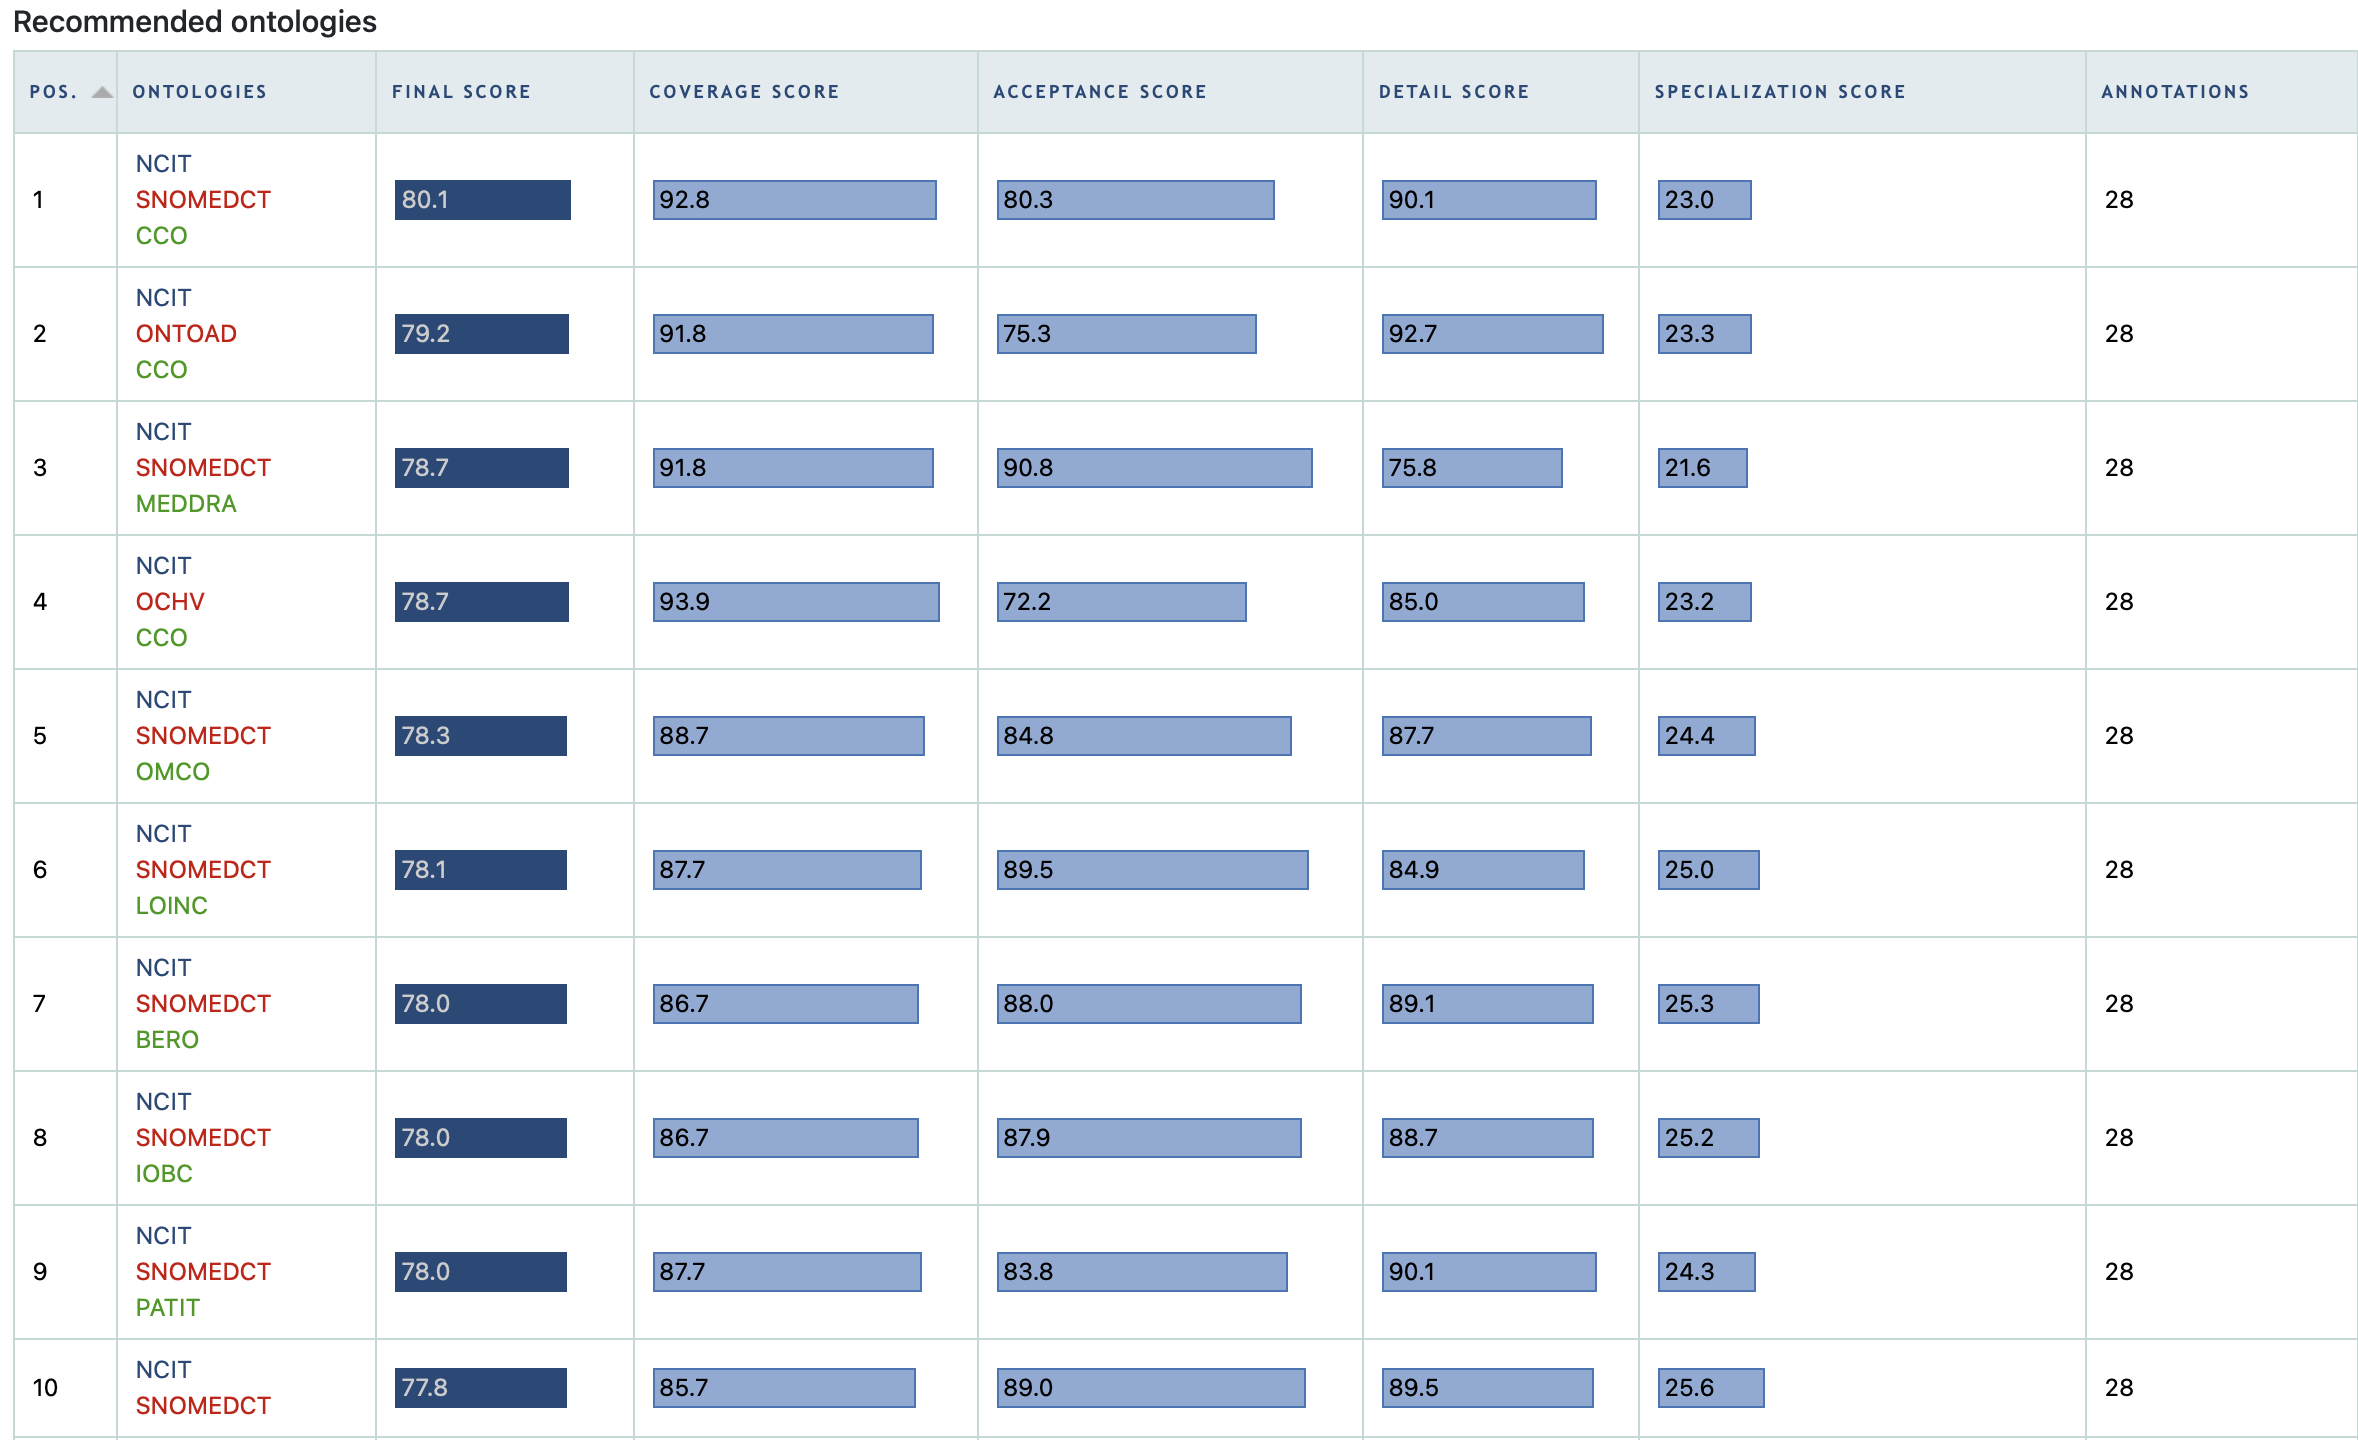 Recommended ontologies
POS. ONTOLOGIES FINAL SCORE COVERAGE SCORE ACCEPTANCE SCORE DETAIL SCORE SPECIALIZATION SCORE ANNOTATIONS
NCIT
1 SNOMEDCT 80.1 92.8 80.3 90.1 23.0 28
CCO
NCIT
2 ONTOAD 79.2 91.8 75.3 92.7 23.3 28
CCO
NCIT
3 SNOMEDCT 78.7 91.8 90.8 75.8 21.6 28
MEDDRA
NCIT
4 OCHV 78.7 93.9 72.2 85.0 23.2 28
CCO
NCIT
5 SNOMEDCT 78.3 88.7 84.8 87.7 24.4 28
OMCO
NCIT
6 SNOMEDCT 78.1 87.7 89.5 84.9 25.0 28
LOINC
NCIT
7 SNOMEDCT 78.0 86.7 88.0 89.1 25.3 28
BERO
NCIT
8 SNOMEDCT 78.0 86.7 87.9 88.7 25.2 28
IOBC
NCIT
9 SNOMEDCT 78.0 87.7 83.8 90.1 24.3 28
PATIT
NCIT
10 77.8 85.7 89.0 89.5 25.6 28
SNOMEDCT